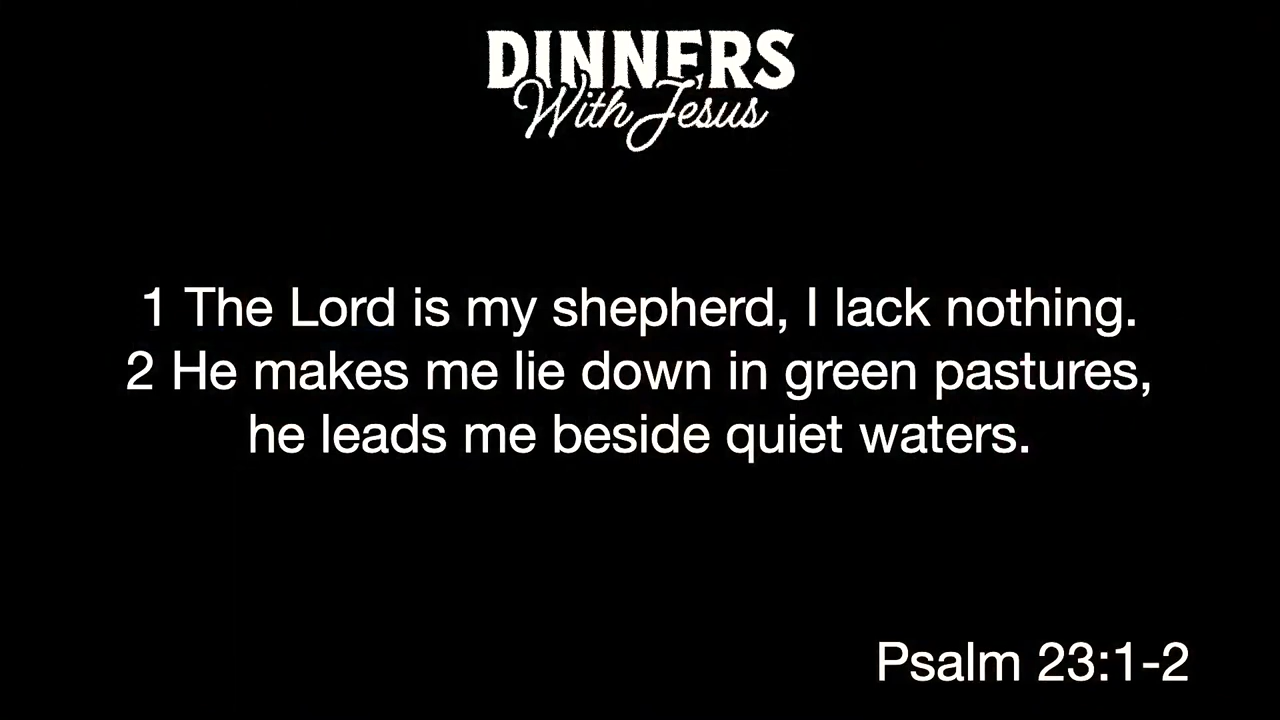 DINNERS
With Jesus
1 The Lord is my shepherd, I lack nothing.
2 He makes me lie down in green pastures,
he leads me beside quiet waters.
Psalm 23:1-2